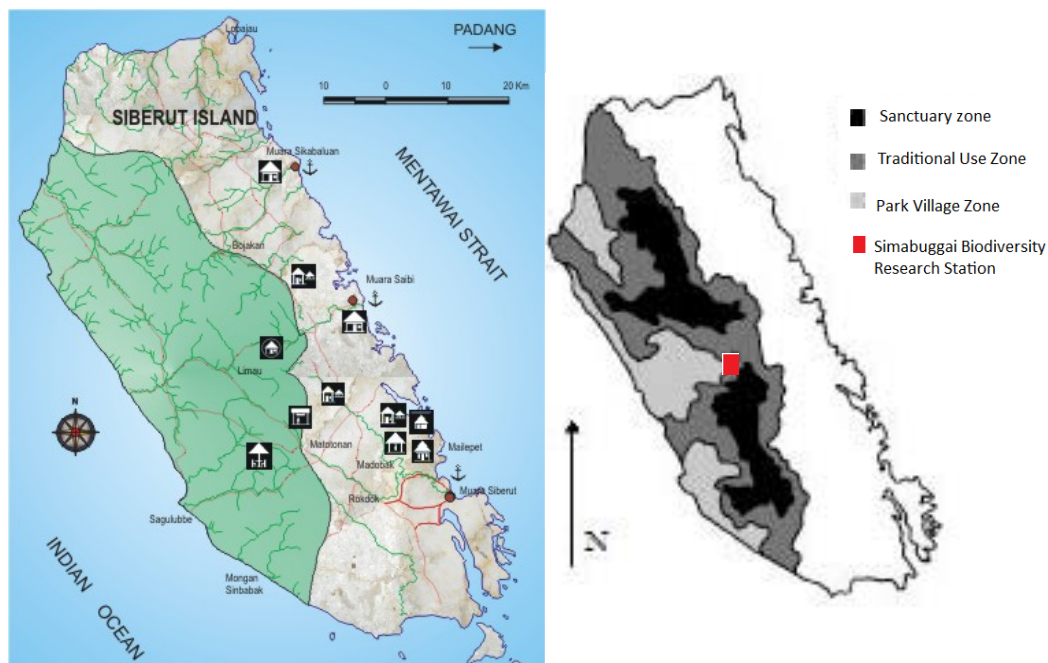 Lobajau
PADANG
10 0 10 20 Km
SIBERUT ISLAND
Muara Sikabaluan
MENTAWAI STRAIT
Bojakan
Muara Saibi
Limau
Matotonan
Mailepet
Madobak
Rokdok
Muara Siberut
Sagulubbe
Mongan
Sinbabak
INDIAN OCEAN
N
Sanctuary zone
Traditional Use Zone
Park Village Zone
Simabuggai Biodiversity
Research Station
N